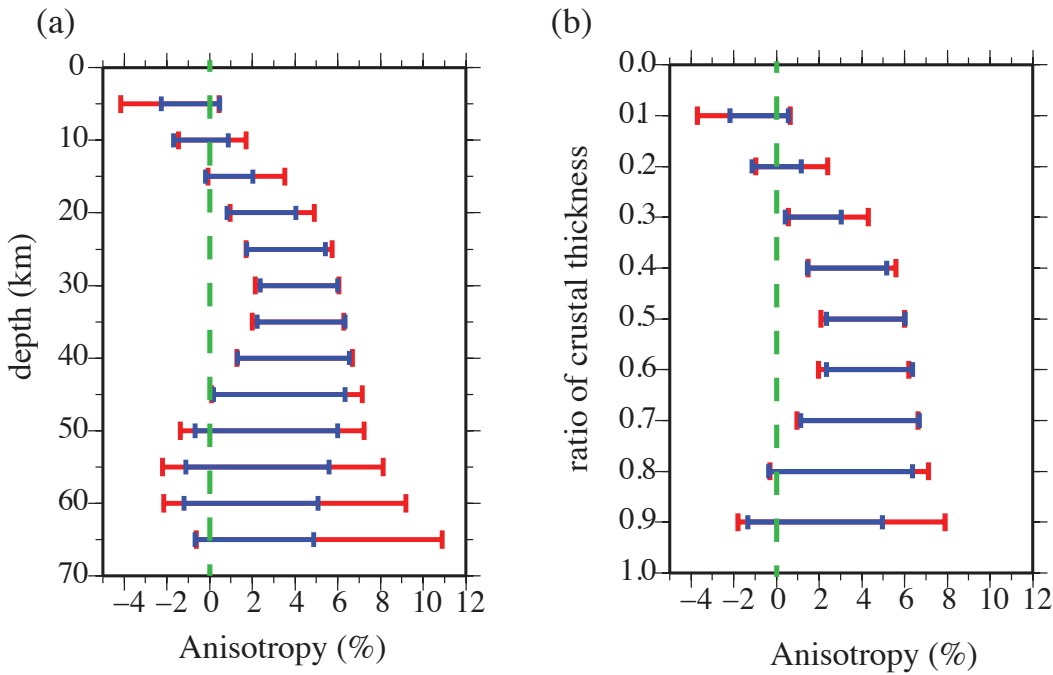 (a)
0
10
20
30
40
50
60
70
depth (km)
−4 −2 0 2 4 6 8 10 12
Anisotropy (%)
(b)
0.0
0.1
0.2
0.3
0.4
0.5
0.6
0.7
0.8
0.9
1.0
ratio of crustal thickness
−4 −2 0 2 4 6 8 10 12
Anisotropy (%)